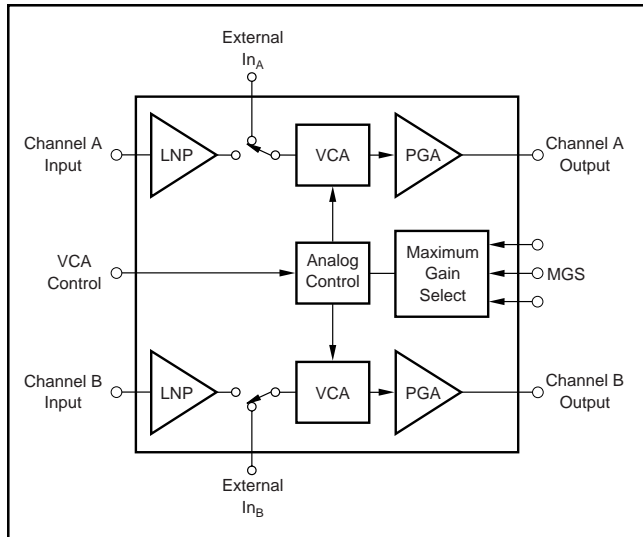 External
In_A
Channel A
Input
LNP
VCA
PGA
Channel A
Output
VCA
Control
Analog
Control
Maximum
Gain
Select
MGS
Channel B
Input
LNP
VCA
PGA
Channel B
Output
External
In_B